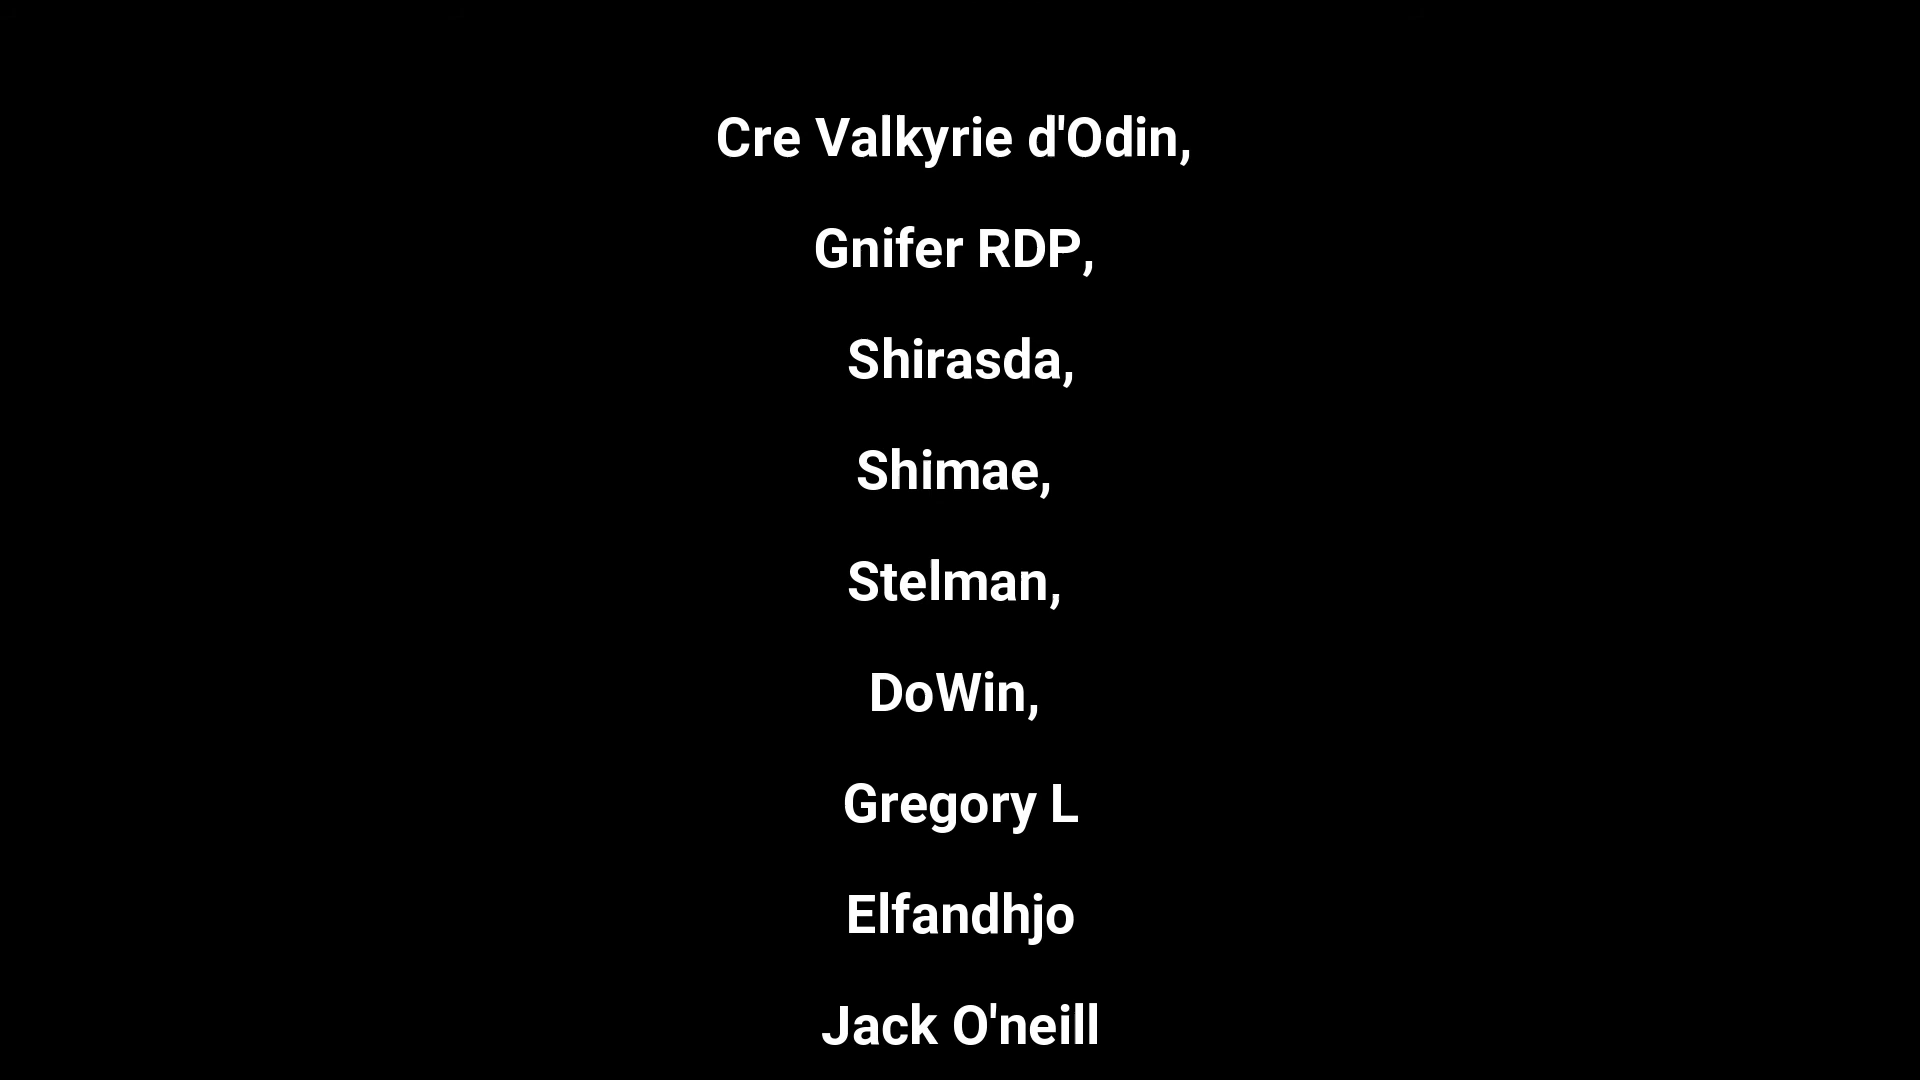 Cre Valkyrie d'Odin,
Gnifer RDP,
Shirasda,
Shimae,
Stelman,
DoWin,
Gregory L
Elfandhjo
Jack O'neill